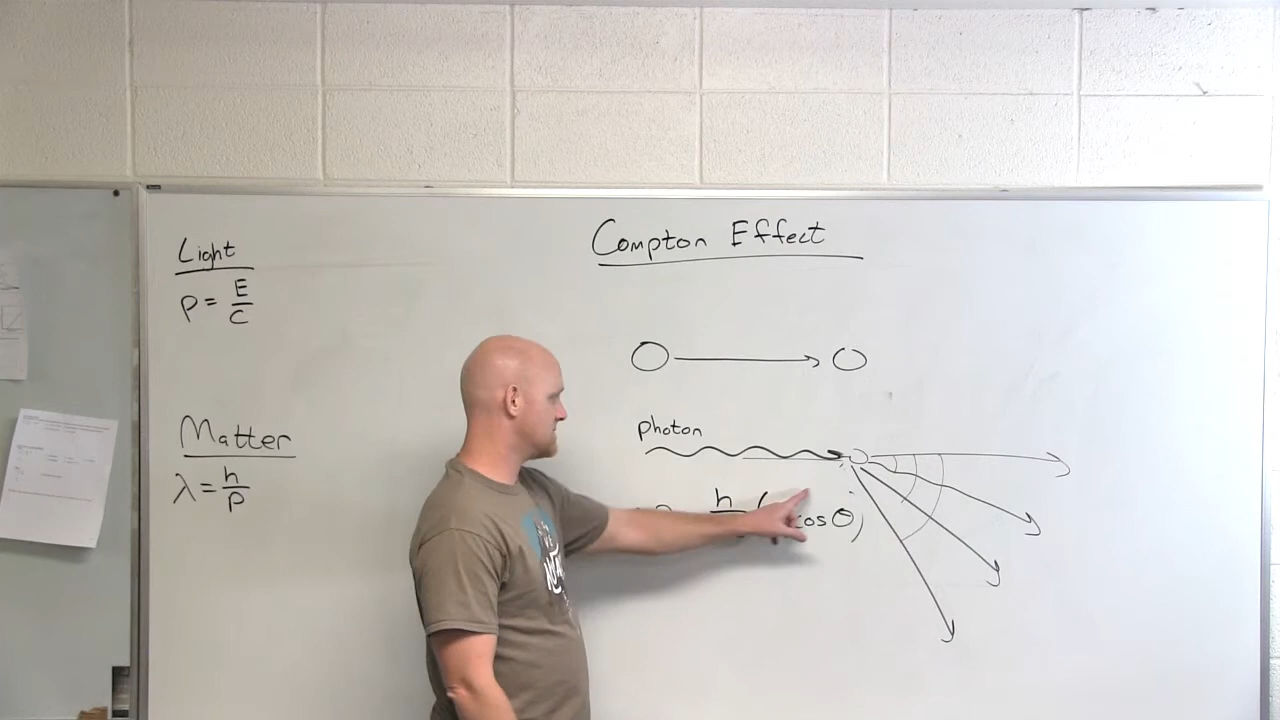 Light
p = E/C
Matter
λ = h/p
Compton Effect
photon
h ( cos θ)